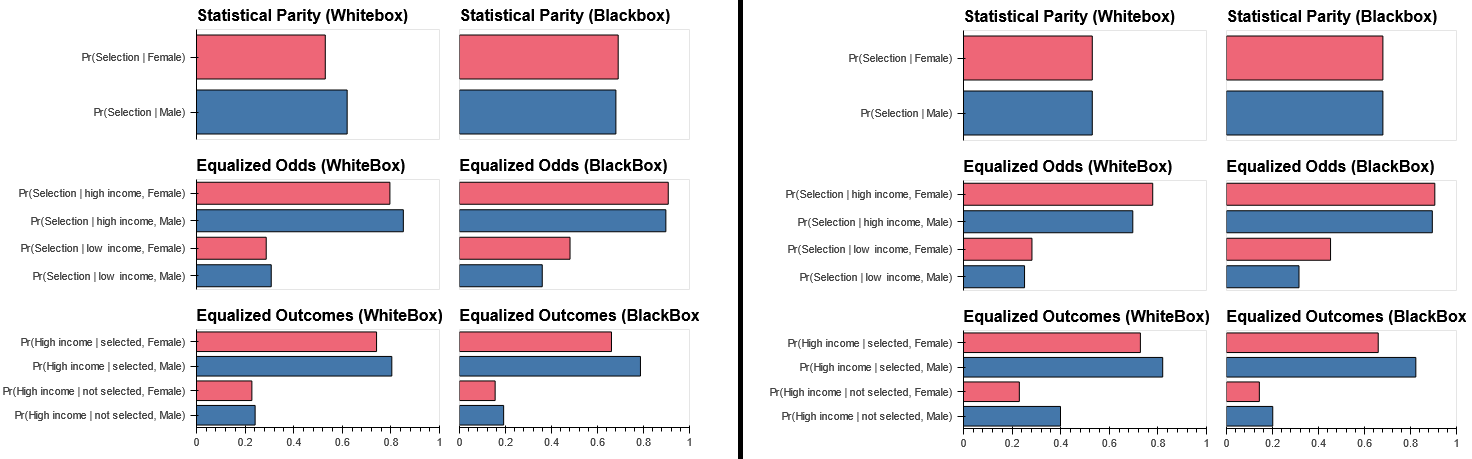 Statistical Parity (Whitebox)
Statistical Parity (Blackbox)
Pr(Selection | Female)
Pr(Selection | Male)
Equalized Odds (WhiteBox)
Equalized Odds (BlackBox)
Pr(Selection | high income, Female)
Pr(Selection | high income, Male)
Pr(Selection | low income, Female)
Pr(Selection | low income, Male)
Equalized Outcomes (WhiteBox)
Equalized Outcomes (BlackBox
Pr(High income | selected, Female)
Pr(High income | selected, Male)
Pr(High income | not selected, Female)
Pr(High income | not selected, Male)
0 0.2 0.4 0.6 0.8 1
0 0.2 0.4 0.6 0.8 1
Statistical Parity (Whitebox)
Statistical Parity (Blackbox)
Pr(Selection | Female)
Pr(Selection | Male)
Equalized Odds (WhiteBox)
Equalized Odds (BlackBox)
Pr(Selection | high income, Female)
Pr(Selection | high income, Male)
Pr(Selection | low income, Female)
Pr(Selection | low income, Male)
Equalized Outcomes (WhiteBox)
Equalized Outcomes (BlackBox
Pr(High income | selected, Female)
Pr(High income | selected, Male)
Pr(High income | not selected, Female)
Pr(High income | not selected, Male)
0 0.2 0.4 0.6 0.8 1
0 0.2 0.4 0.6 0.8 1